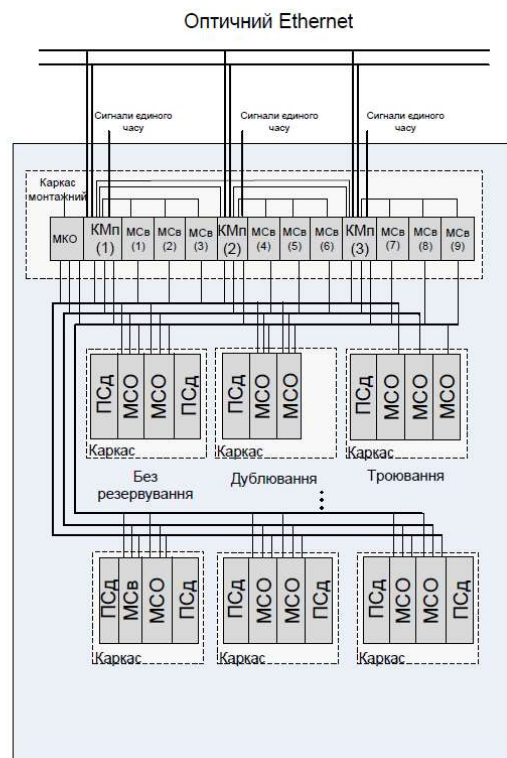 Оптичний Ethernet
Сигнали єдиного
часу
Сигнали єдиного
часу
Сигнали єдиного
часу
Каркас
монтажний
МКО
КМп
(1)
МСв
(1)
МСв
(2)
МСв
(3)
КМп
(2)
МСв
(4)
МСв
(5)
МСв
(6)
КМп
(3)
МСв
(7)
МСв
(8)
МСв
(9)
ПСд
МСО
МСО
ПСд
Каркас
ПСд
МСО
МСО
Каркас
ПСд
МСО
МСО
МСО
Каркас
Без
резервування
Дублювання
Троювання
ПСд
МСв
МСО
ПСд
Каркас
ПСд
МСО
МСО
ПСд
Каркас
ПСд
МСО
МСО
ПСд
Каркас